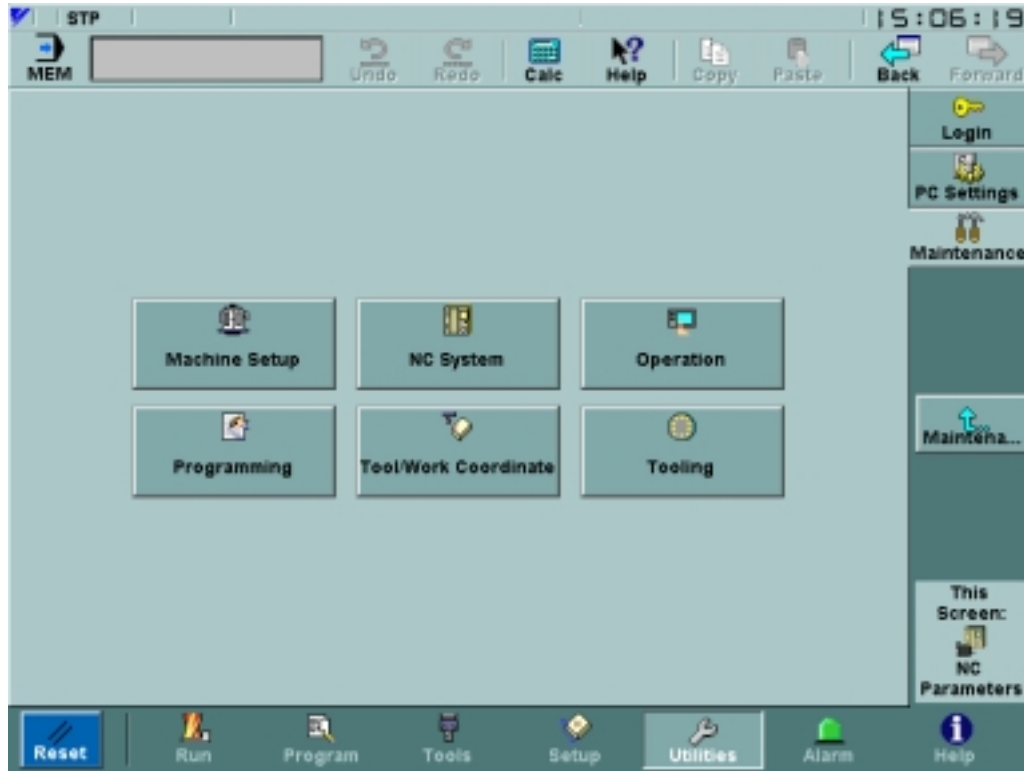 STP
15:06:19
MEM
Undo
Redo
Calc
Help
Copy
Paste
Back
Forward
Login
PC Settings
Maintenance
Machine Setup
NC System
Operation
Programming
Tool/Work Coordinate
Tooling
Maintena...
This
Screen:
NC
Parameters
Reset
Run
Program
Tools
Setup
Utilities
Alarm
Help